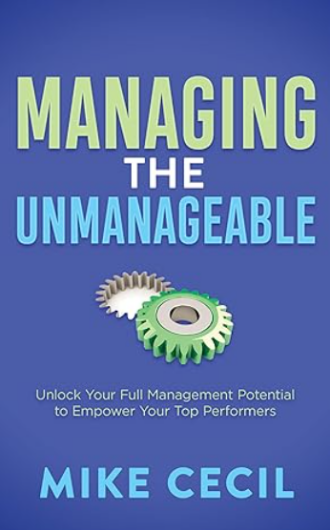 MANAGING
THE
UNMANAGEABLE
Unlock Your Full Management Potential
to Empower Your Top Performers
MIKE CECIL